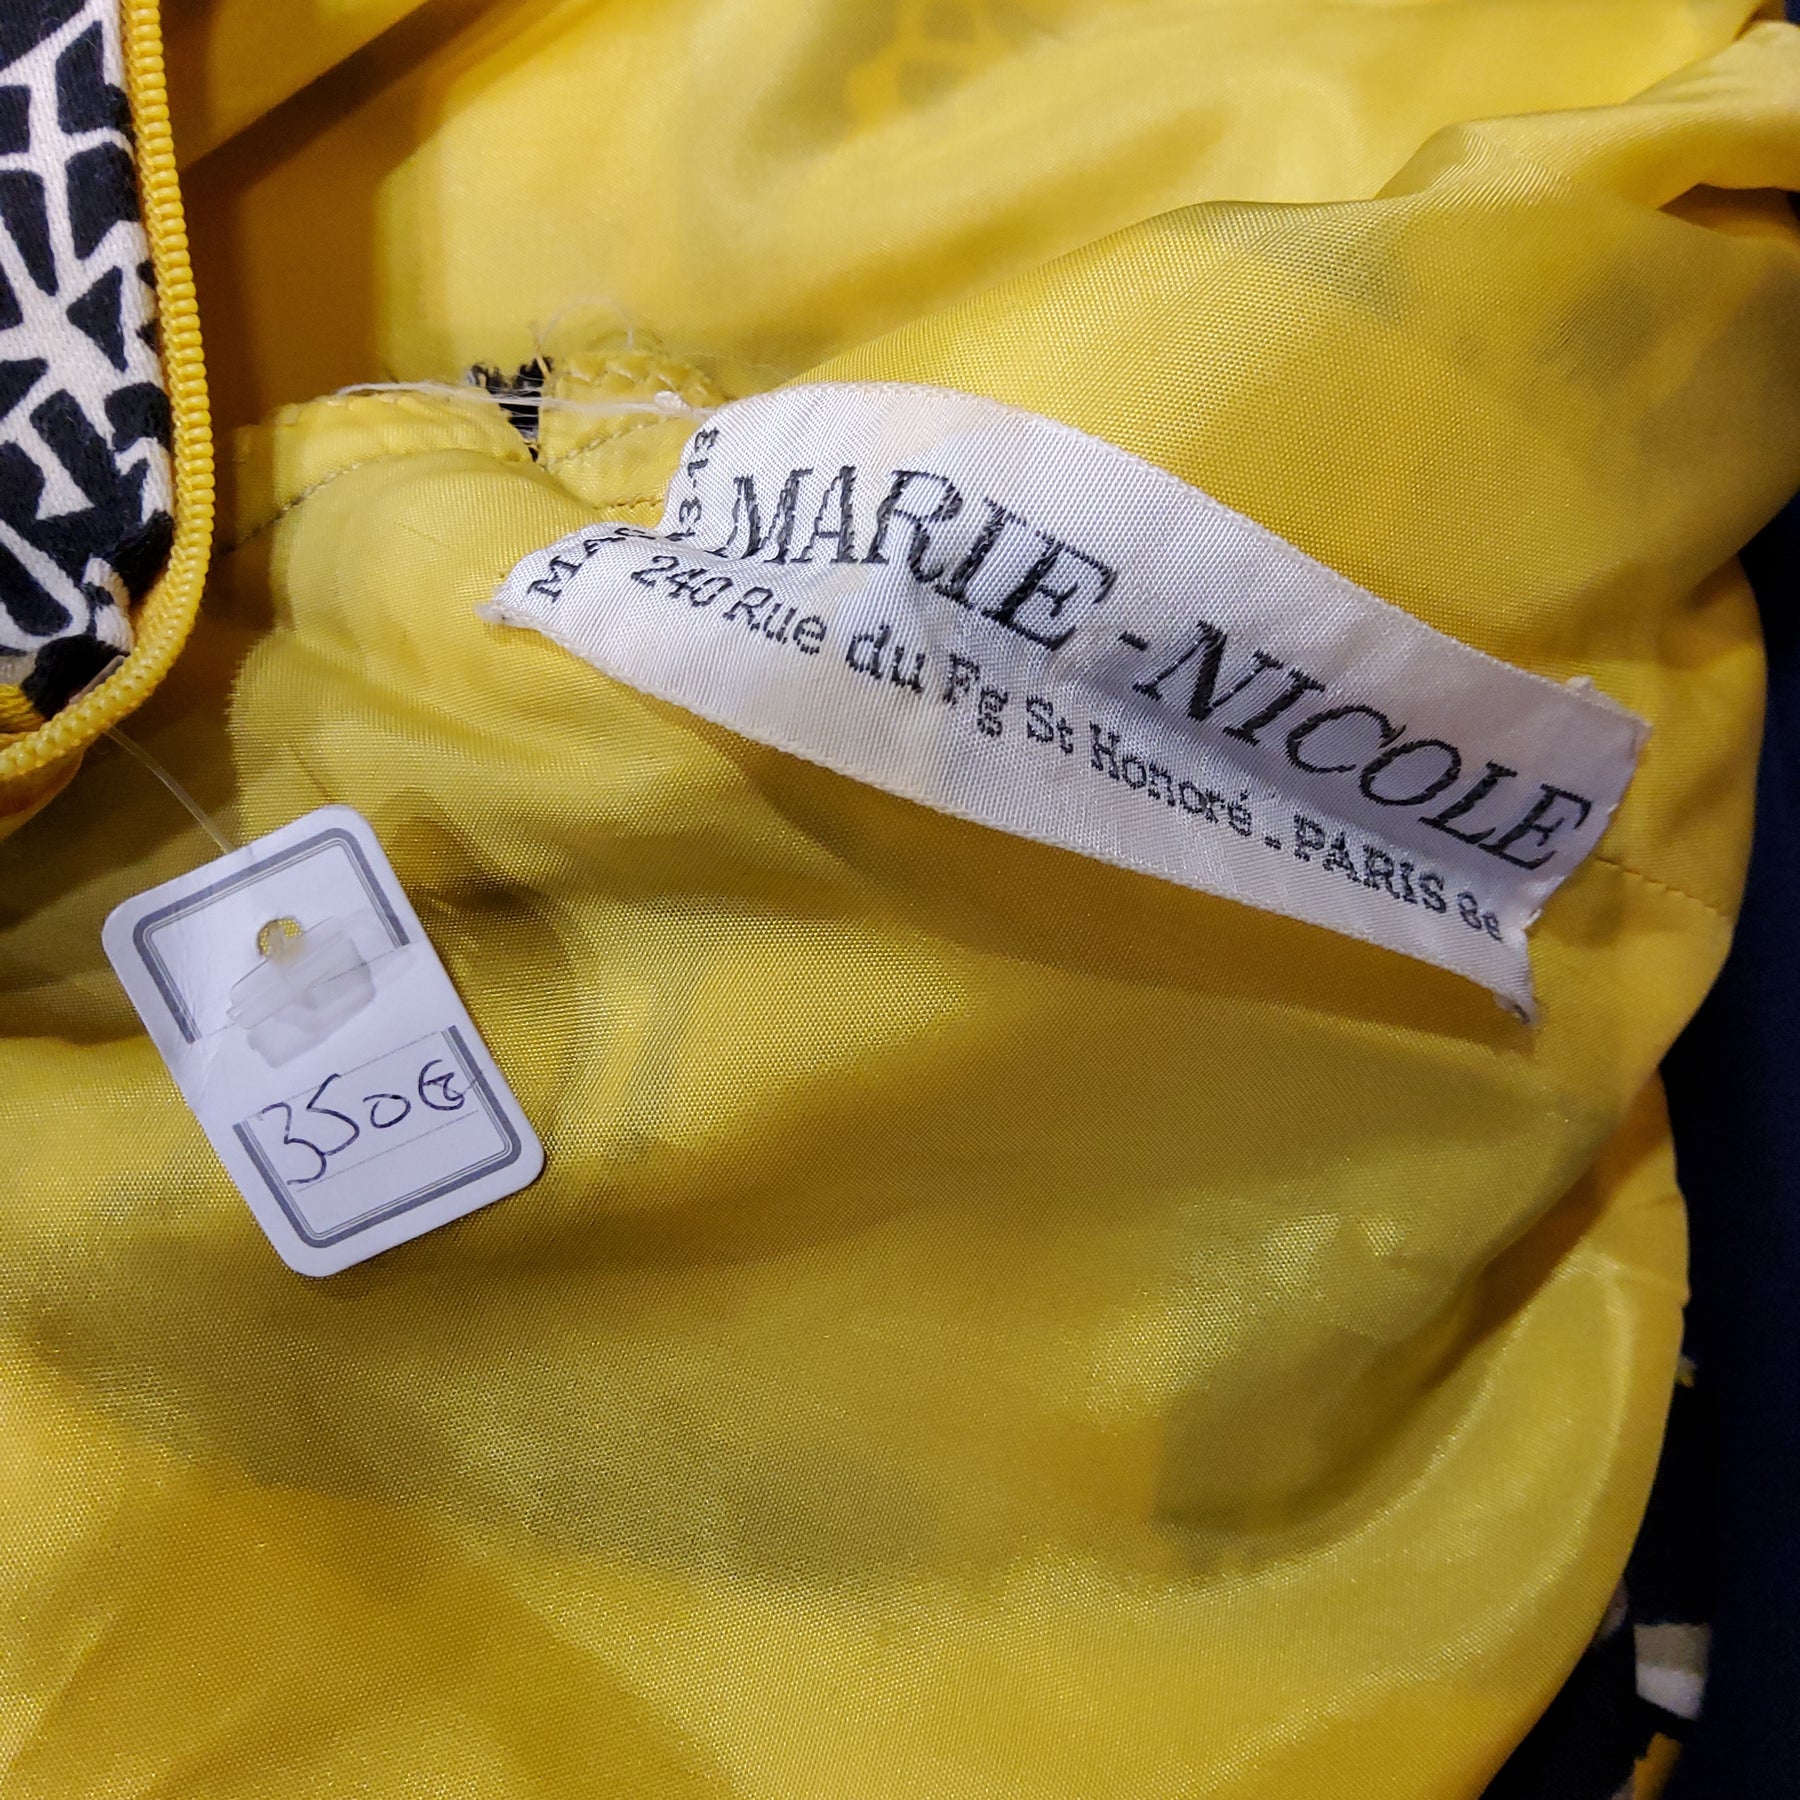 MARIE-NICOLE
240 Rue du Fg St Honoré - PARIS 8e
350€